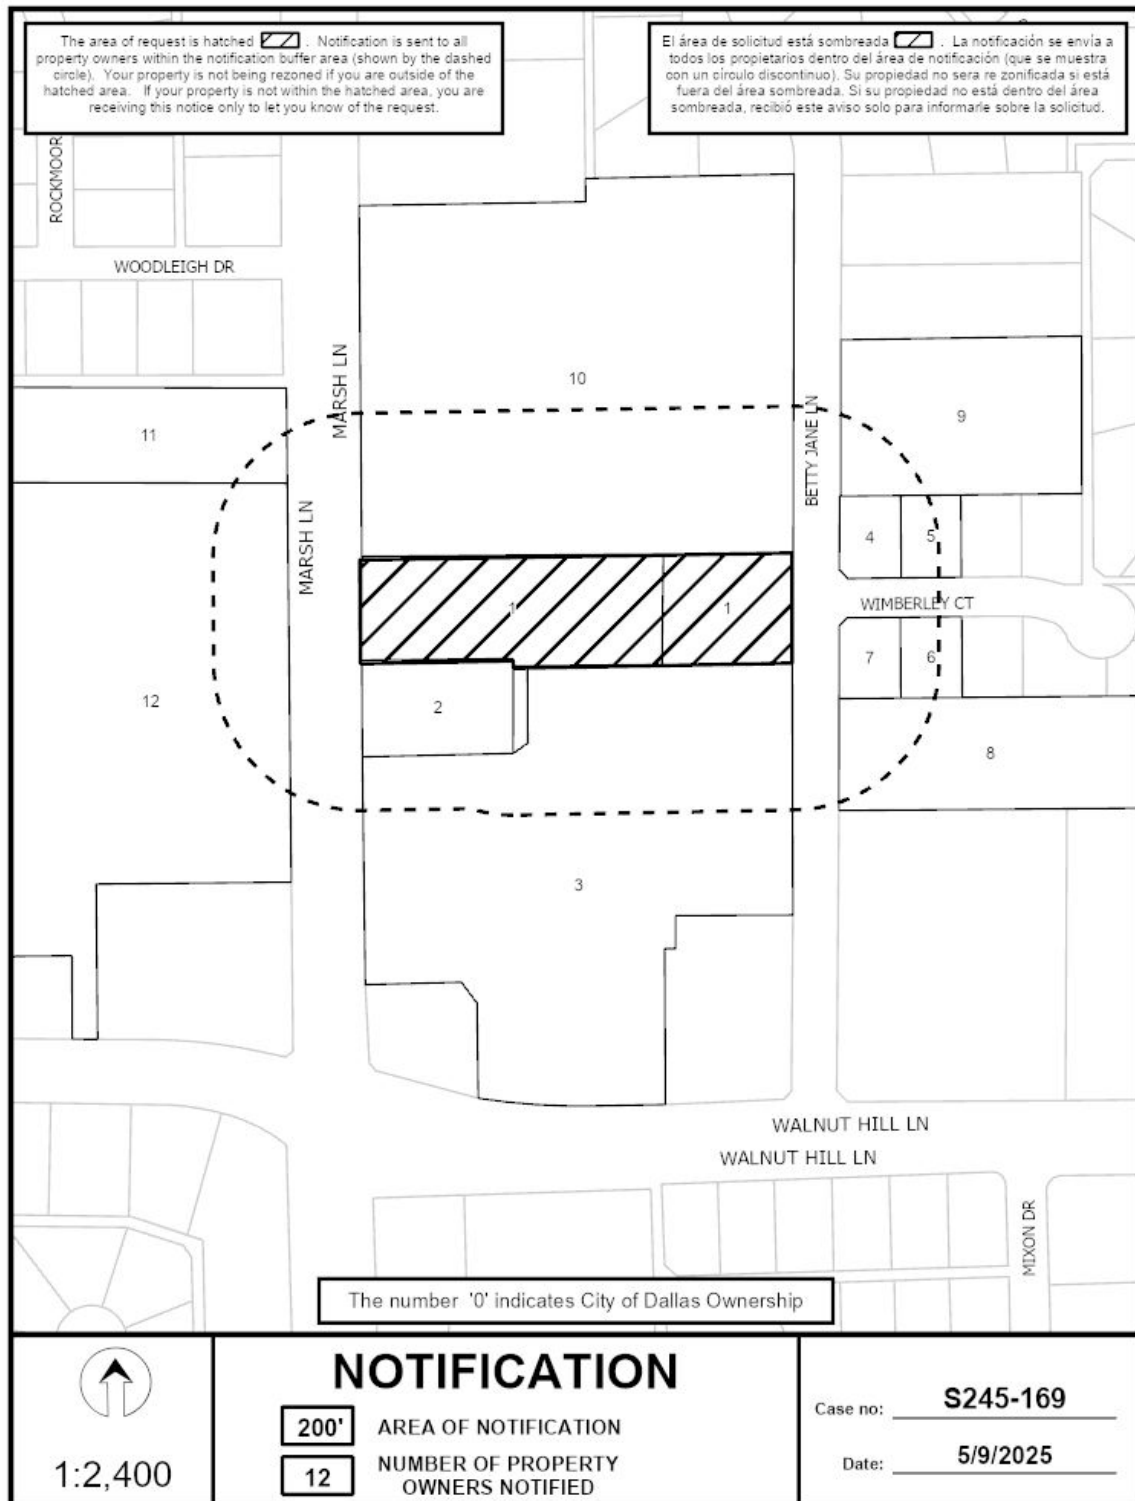 The area of request is hatched . Notification is sent to all
property owners within the notification buffer area (shown by the dashed
circle). Your property is not being rezoned if you are outside of the
hatched area. If your property is not within the hatched area, you are
receiving this notice only to let you know of the request.
El área de solicitud está sombreada . La notificación se envía a
todos los propietarios dentro del área de notificación (que se muestra
con un círculo discontinuo). Su propiedad no sera re zonificada si está
fuera del área sombreada. Si su propiedad no está dentro del área
sombreada, recibió este aviso solo para informarle sobre la solicitud.
ROCKMOOR
WOODLEIGH DR
MARSH LN
10
BETTY JANE LN
9
11
MARSH LN
4
5
WIMBERLEY CT
1
1
7
6
12
2
8
3
WALNUT HILL LN
WALNUT HILL LN
MIXON DR
The number '0' indicates City of Dallas Ownership
1:2,400
NOTIFICATION
200' AREA OF NOTIFICATION
12 NUMBER OF PROPERTY
OWNERS NOTIFIED
Case no: S245-169
Date: 5/9/2025